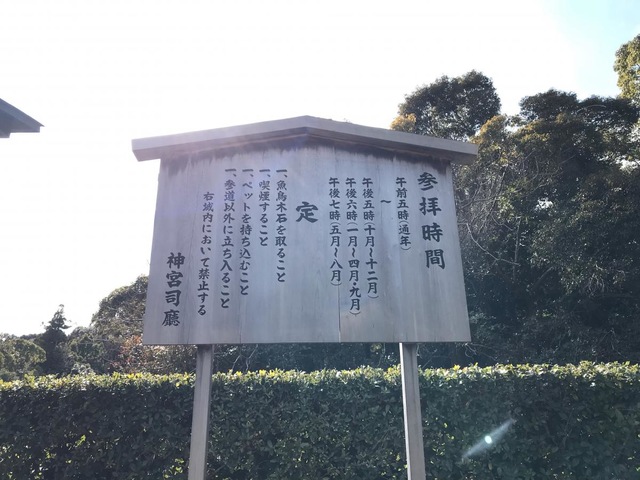 参拝時間
午前五時(通年)
〜
午後五時(十月〜十二月)
午後六時(一月〜四月・九月)
午後七時(五月〜八月)
定
一、魚鳥木石を取ること
一、喫煙すること
一、ペットを持ち込む事
一、参道以外に立ち入ること
右域内において禁止する
神宮司廳